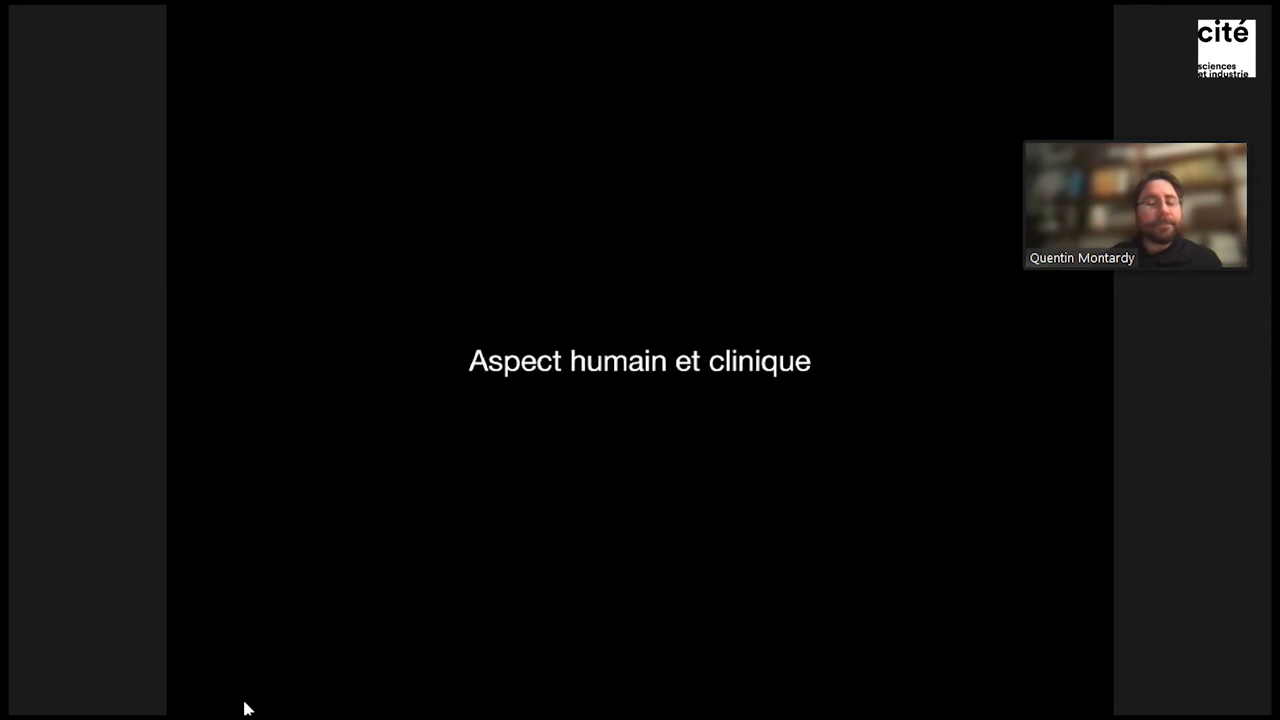 cité
sciences
et industrie
Quentin Montardy
Aspect humain et clinique